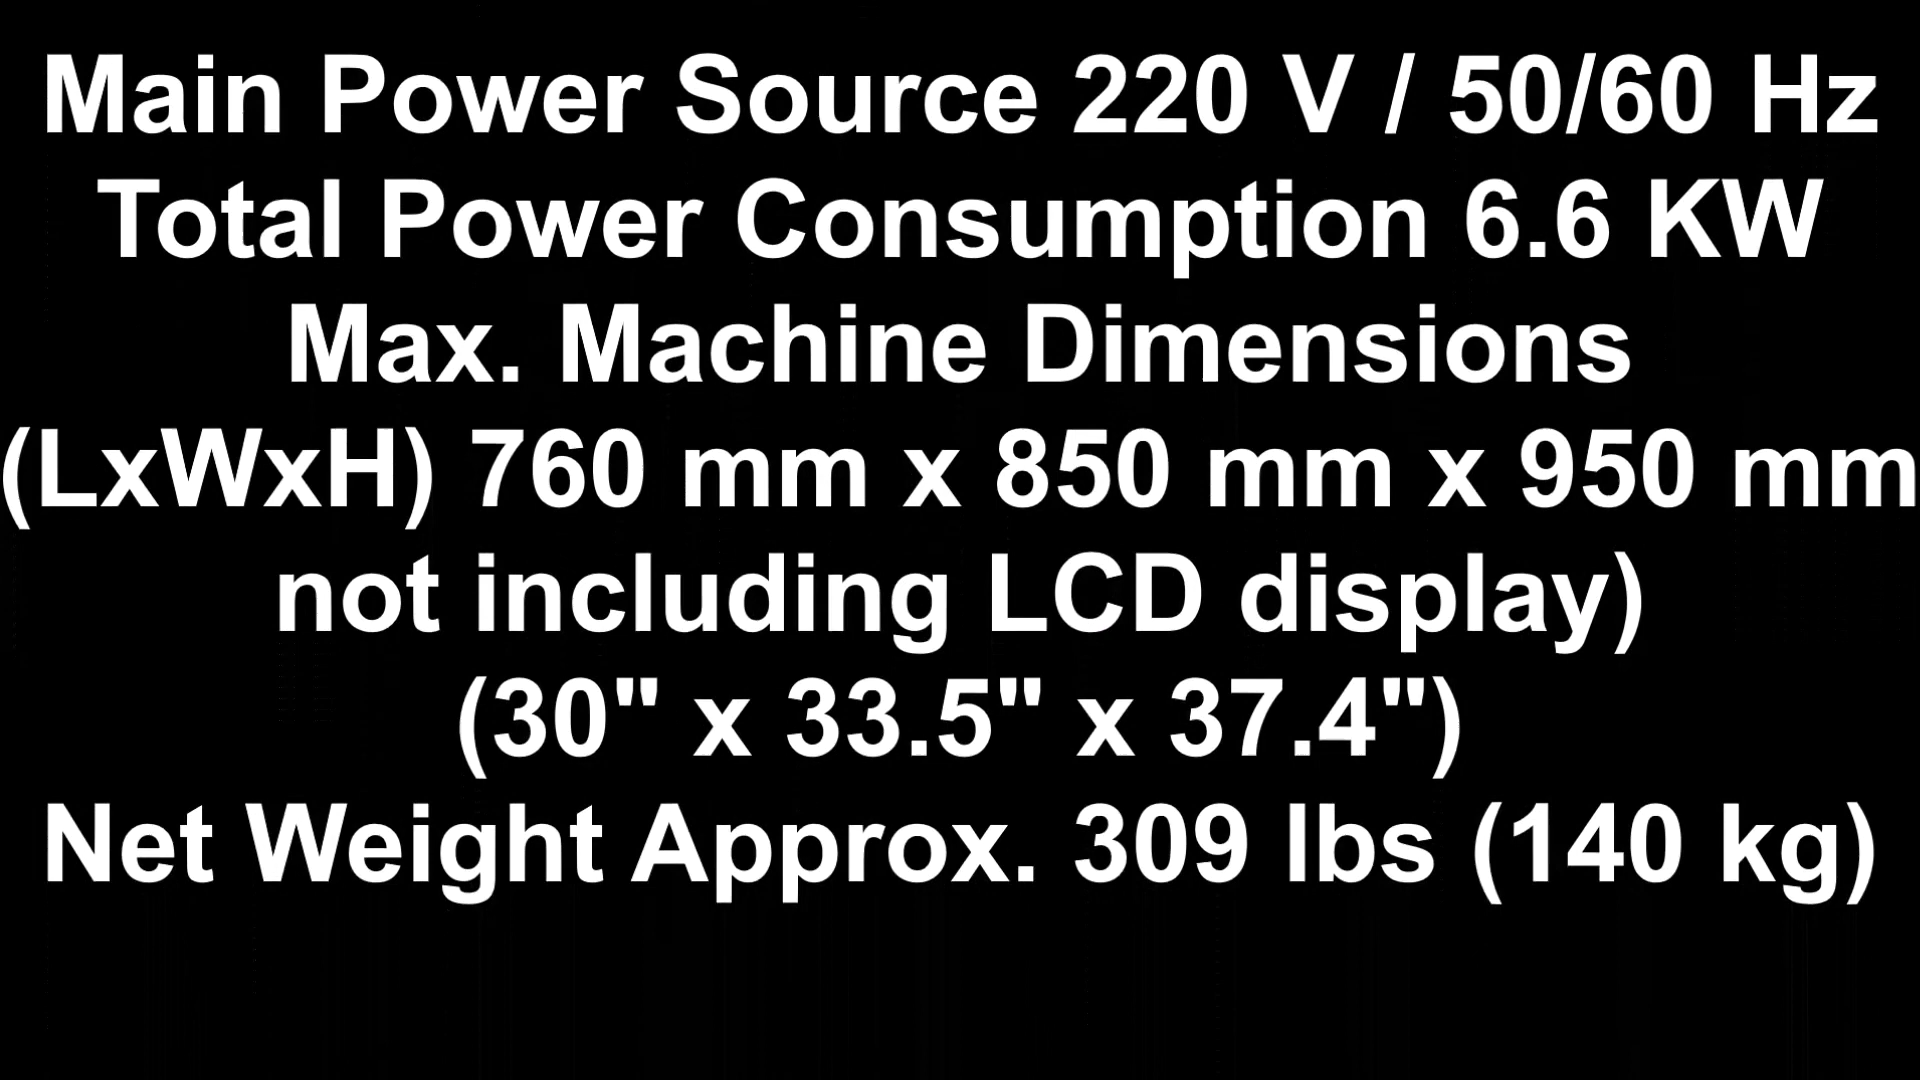 Main Power Source 220 V / 50/60 Hz
Total Power Consumption 6.6 KW
Max. Machine Dimensions
(LxWxH) 760 mm x 850 mm x 950 mm
not including LCD display)
(30" x 33.5" x 37.4")
Net Weight Approx. 309 lbs (140 kg)